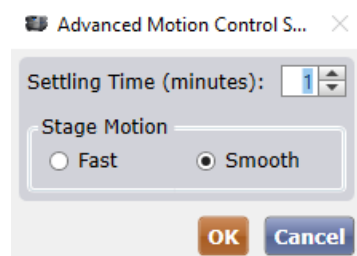 Advanced Motion Control S...
Settling Time (minutes): 1
Stage Motion
Fast Smooth
OK Cancel